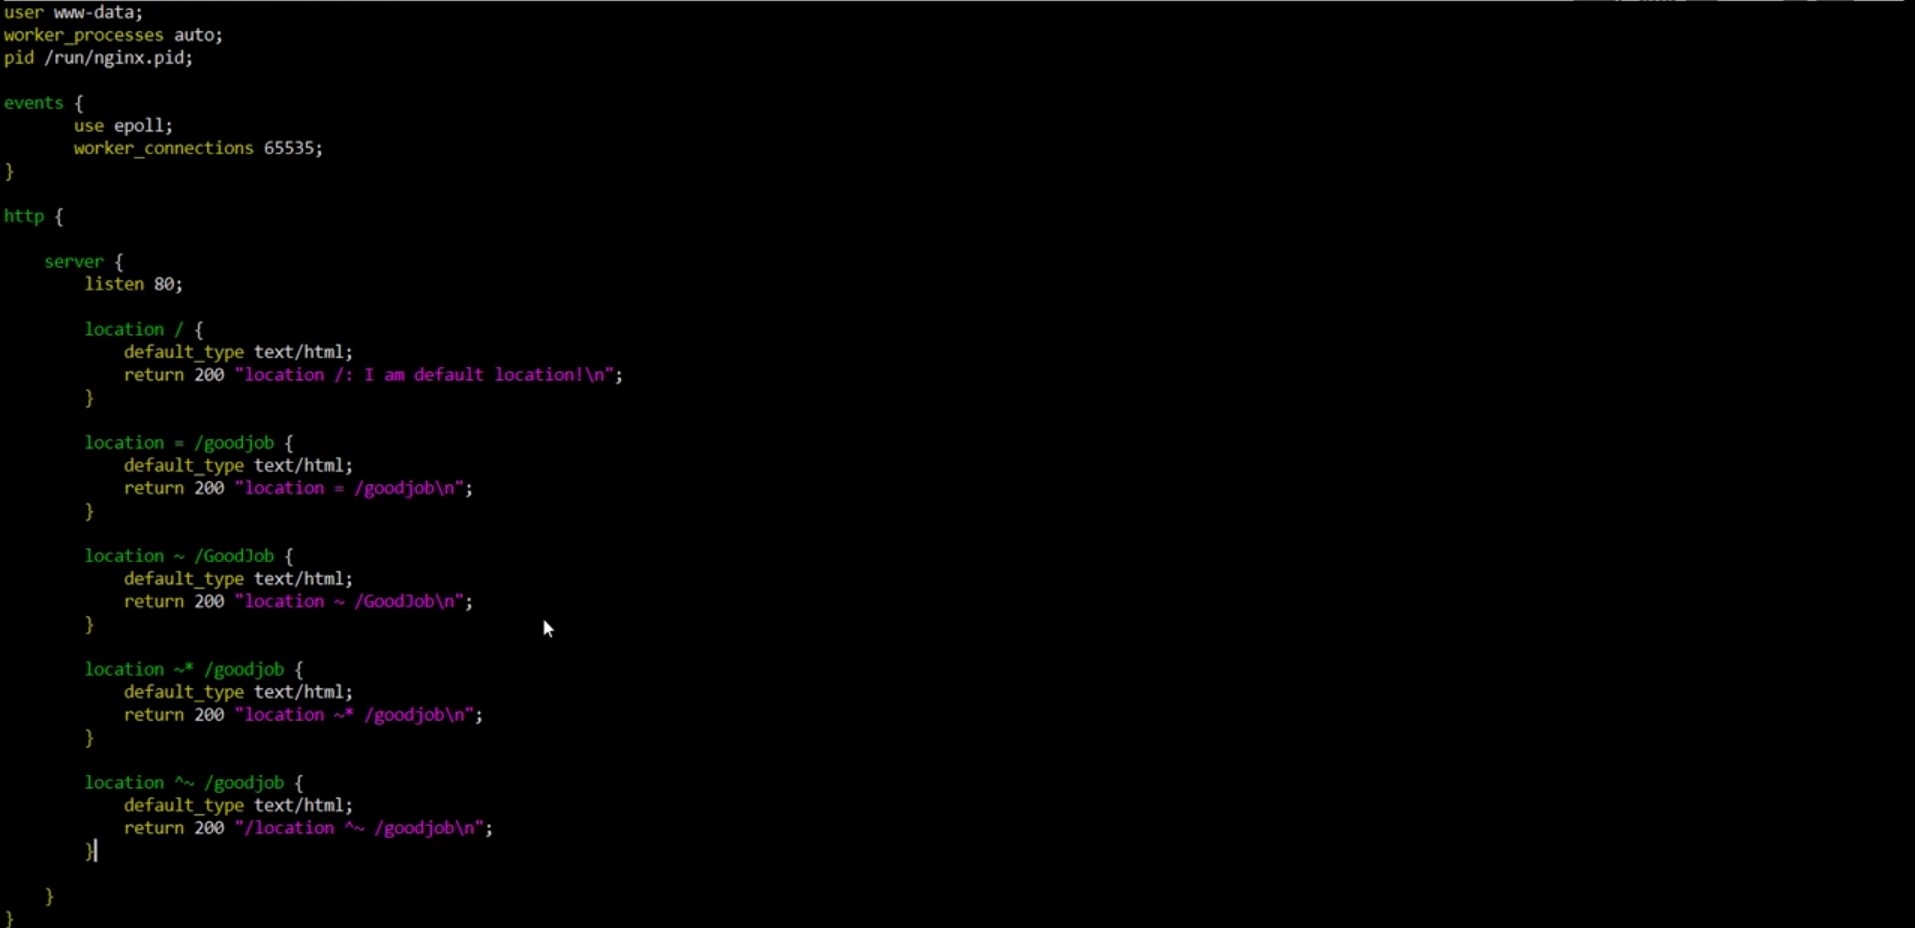 user www-data;
worker_processes auto;
pid /run/nginx.pid;
events {
use epoll;
worker_connections 65535;
}
http {
server {
listen 80;
location / {
default_type text/html;
return 200 "location /: I am default location!\n";
}
location = /goodjob {
default_type text/html;
return 200 "location = /goodjob\n";
}
location ~ /GoodJob {
default_type text/html;
return 200 "location ~ /GoodJob\n";
}
location ~* /goodjob {
default_type text/html;
return 200 "location ~* /goodjob\n";
}
location ^~ /goodjob {
default_type text/html;
return 200 "/location ^~ /goodjob\n";
}
}
}